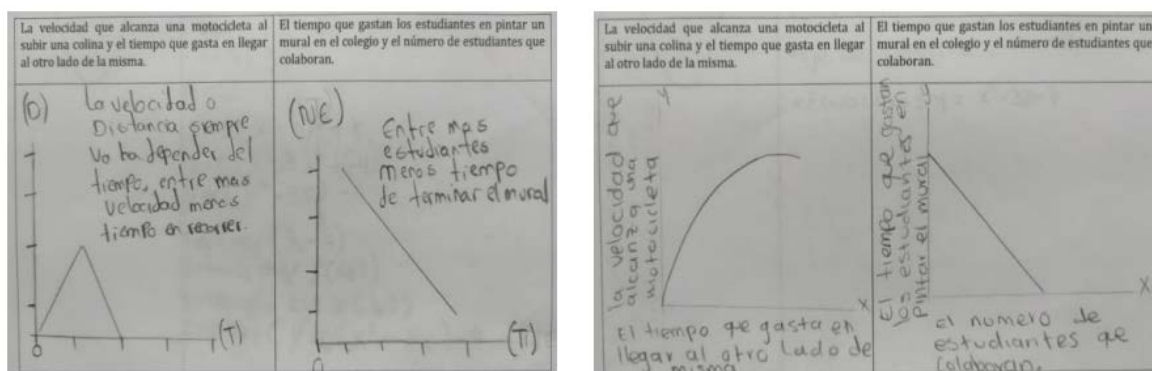 La velocidad que alcanza una motocicleta al
subir una colina y el tiempo que gasta en llegar
al otro lado de la misma.
El tiempo que gastan los estudiantes en pintar un
mural en el colegio y el número de estudiantes que
colaboran.
(D)
la velocidad o
Distancia siempre
Va ha depender del
tiempo, entre mas
velocidad menos
tiempo en recorrer.
0
(T)
(NE)
Entre mas
estudiantes
menos tiempo
de terminar el mural
0
(T)
La velocidad que alcanza una motocicleta al
subir una colina y el tiempo que gasta en llegar
al otro lado de la misma.
El tiempo que gastan los estudiantes en pintar un
mural en el colegio y el número de estudiantes que
colaboran.
la velocidad que
alcanza una
motocicleta
y
x
El tiempo que gasta en
llegar al otro lado de
misma
El tiempo que gastan
los estudiantes en
pintar el mural
y
x
El numero de
estudiantes que
colaboran.